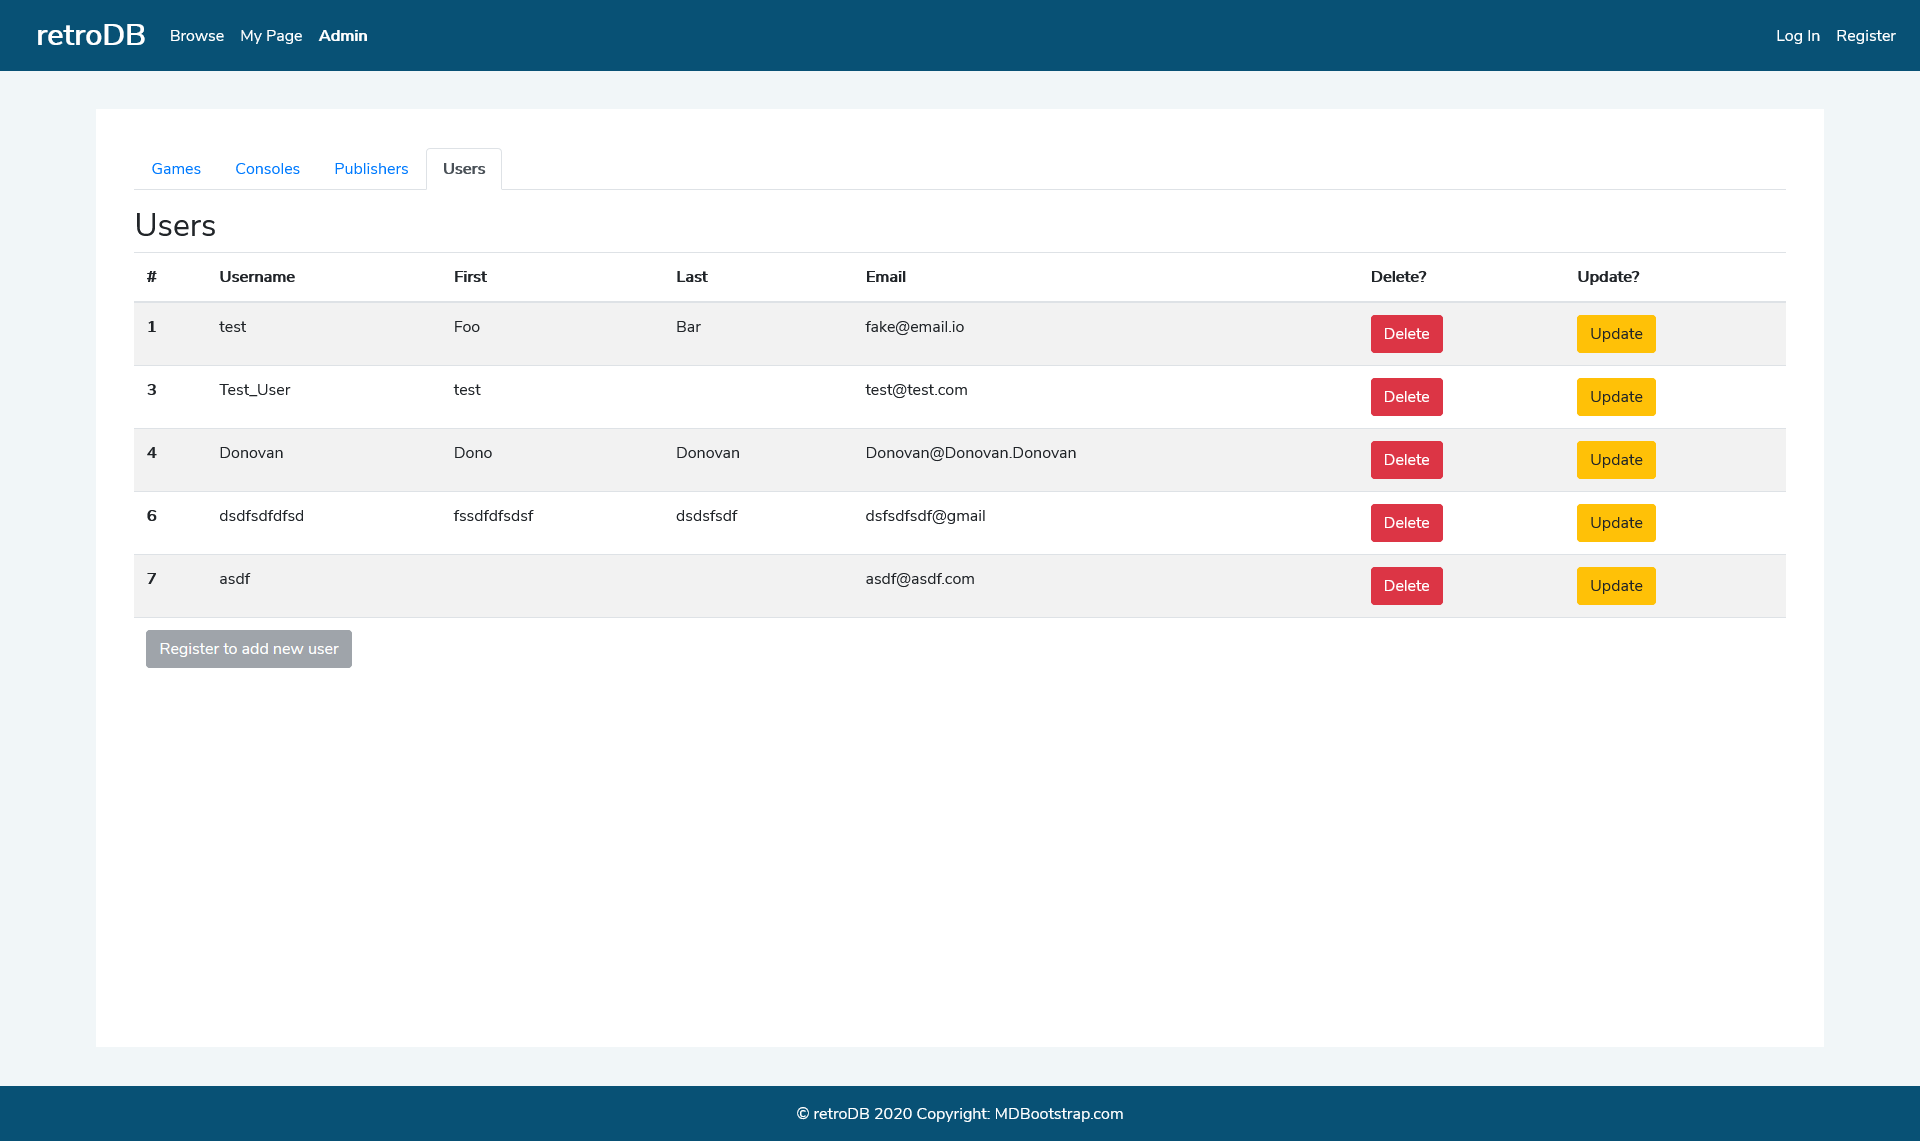 retroDB Browse My Page Admin Log In Register
Games Consoles Publishers Users
Users
# Username First Last Email Delete? Update?
1 test Foo Bar fake@email.io Delete Update
3 Test_User test test@test.com Delete Update
4 Donovan Dono Donovan Donovan@Donovan.Donovan Delete Update
6 dsdfsdfdfsd fssdfdfsdsf dsdsfsdf dsfsdfsdf@gmail Delete Update
7 asdf asdf@asdf.com Delete Update
Register to add new user
© retroDB 2020 Copyright: MDBootstrap.com